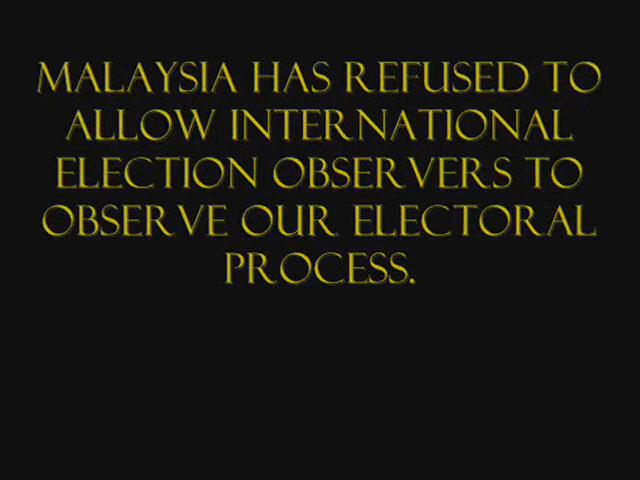 MALAYSIA HAS REFUSED TO
ALLOW INTERNATIONAL
ELECTION OBSERVERS TO
OBSERVE OUR ELECTORAL
PROCESS.